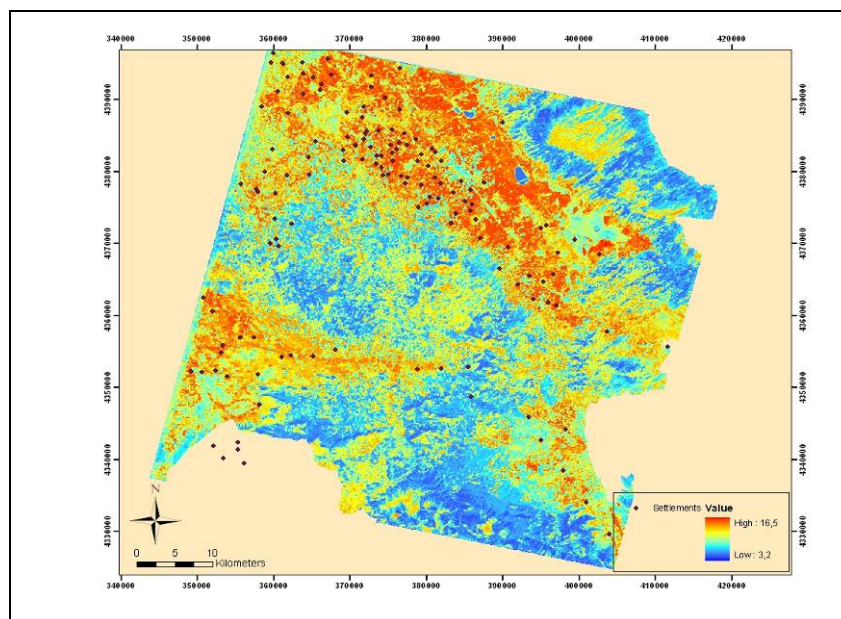 340000 350000 360000 370000 380000 390000 400000 410000 420000
4390000 4390000
4380000 4380000
4370000 4370000
4360000 4360000
4350000 4350000
4340000 4340000
4330000 4330000
N
0 5 10
Kilometers
Settlements Value
High : 16,5
Low : 3,2
340000 350000 360000 370000 380000 390000 400000 410000 420000